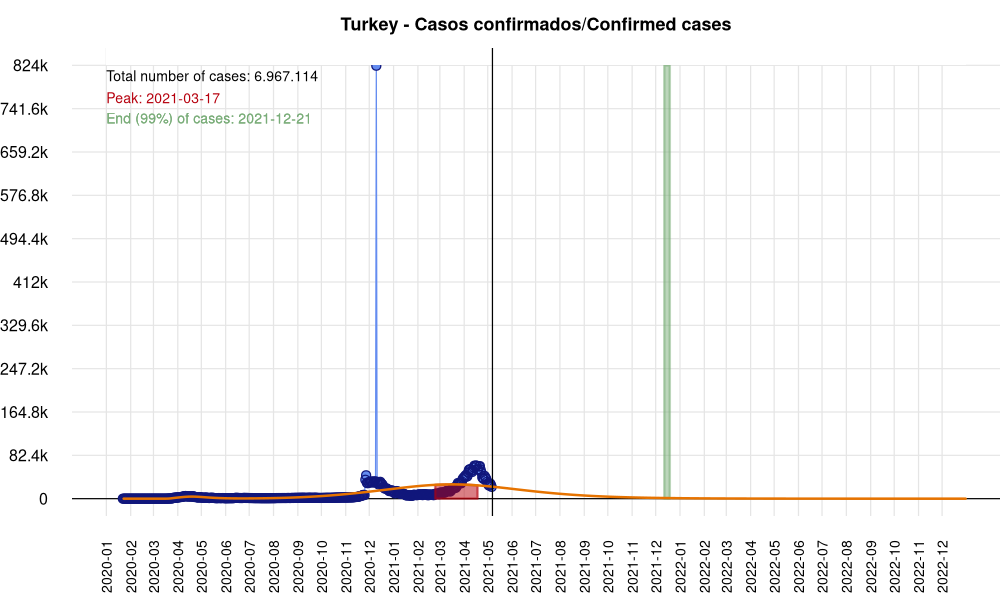 Turkey - Casos confirmados/Confirmed cases
824k
741.6k
659.2k
576.8k
494.4k
412k
329.6k
247.2k
164.8k
82.4k
0
Total number of cases: 6.967.114
Peak: 2021-03-17
End (99%) of cases: 2021-12-21
2020-01
2020-02
2020-03
2020-04
2020-05
2020-06
2020-07
2020-08
2020-09
2020-10
2020-11
2020-12
2021-01
2021-02
2021-03
2021-04
2021-05
2021-06
2021-07
2021-08
2021-09
2021-10
2021-11
2021-12
2022-01
2022-02
2022-03
2022-04
2022-05
2022-06
2022-07
2022-08
2022-09
2022-10
2022-11
2022-12